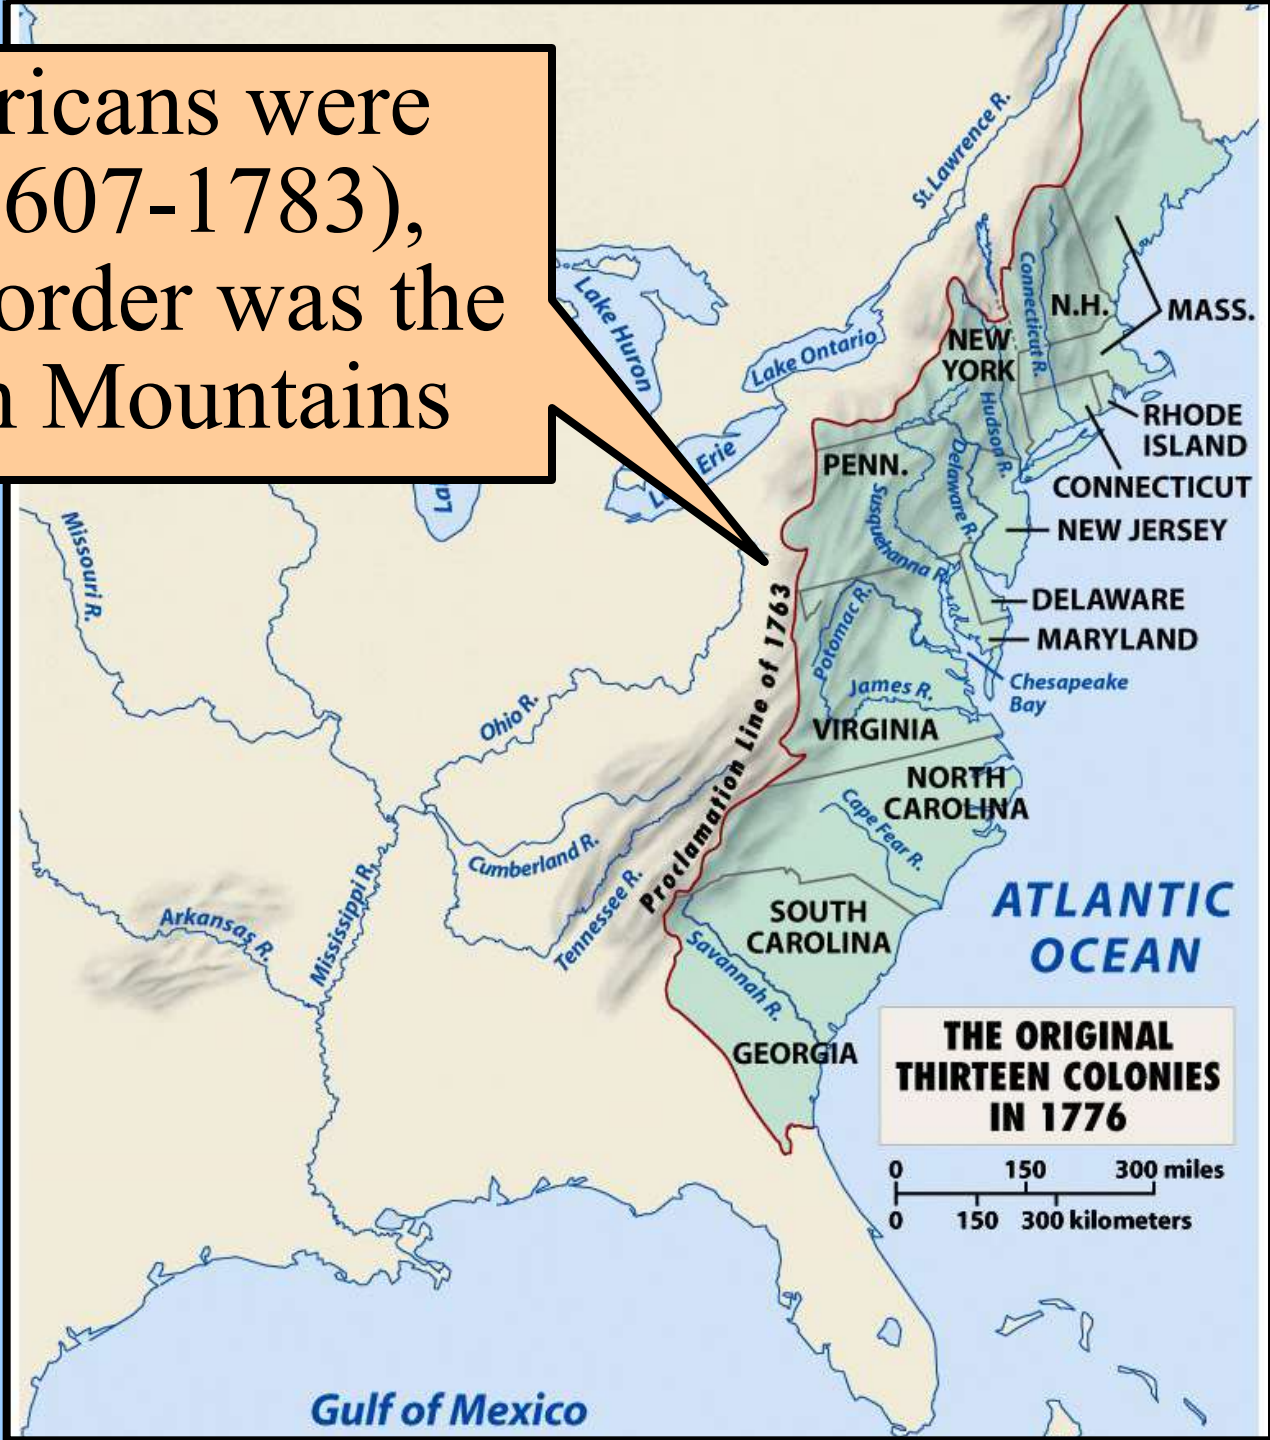 ricans were
607-1783),
order was the
n Mountains
St. Lawrence R.
Lake Huron
Lake Ontario
Erie
Connecticut R.
N.H.
MASS.
NEW
YORK
Hudson R.
RHODE
ISLAND
CONNECTICUT
PENN.
Delaware R.
Susquehanna R.
NEW JERSEY
Missouri R.
DELAWARE
MARYLAND
Potomac R.
Chesapeake
Bay
James R.
VIRGINIA
Proclamation Line of 1763
Ohio R.
NORTH
CAROLINA
Cape Fear R.
Cumberland R.
Tennessee R.
Mississippi R.
Arkansas R.
SOUTH
CAROLINA
Savannah R.
GEORGIA
ATLANTIC
OCEAN
THE ORIGINAL
THIRTEEN COLONIES
IN 1776
0 150 300 miles
0 150 300 kilometers
Gulf of Mexico